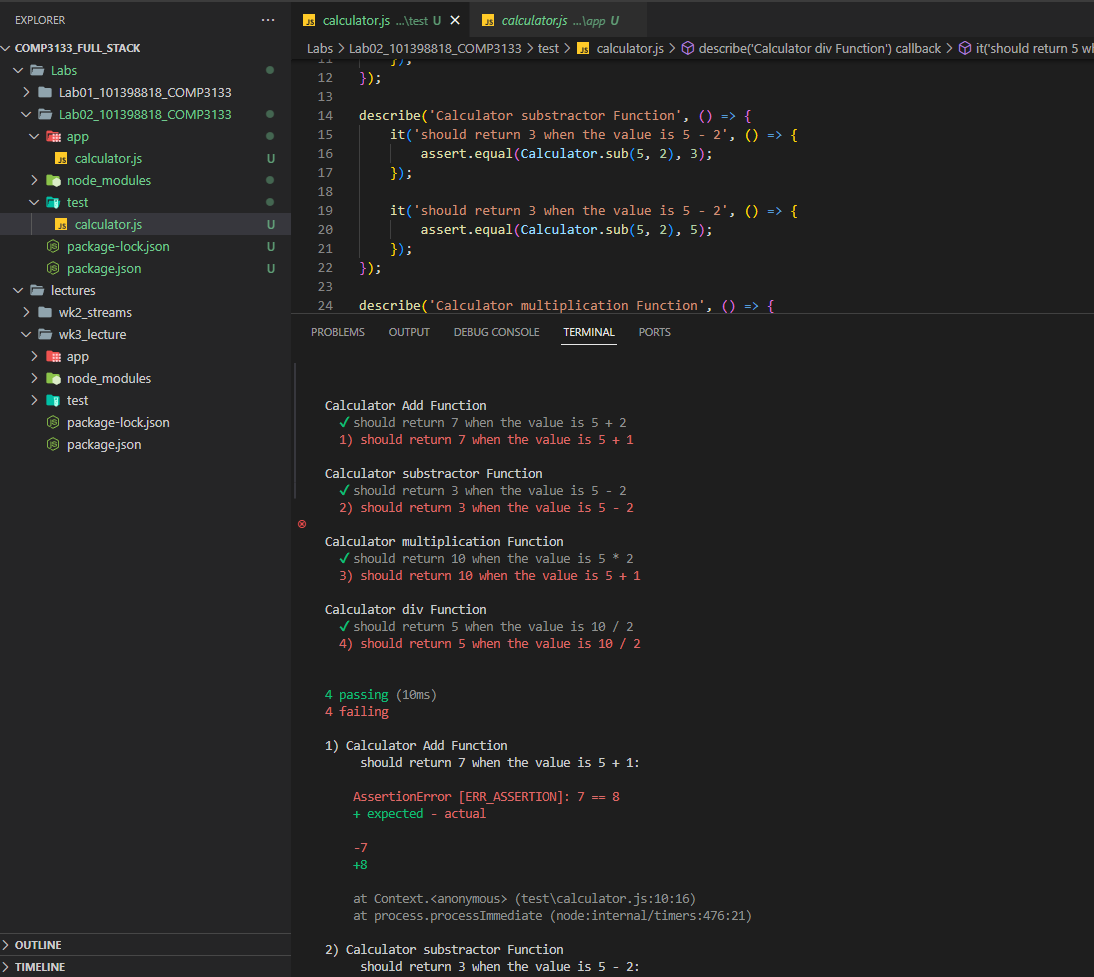 EXPLORER
COMP3133_FULL_STACK
Labs
Lab01_101398818_COMP3133
Lab02_101398818_COMP3133
app
calculator.js U
node_modules
test
calculator.js U
package-lock.json U
package.json U
lectures
wk2_streams
wk3_lecture
app
node_modules
test
package-lock.json
package.json
OUTLINE
TIMELINE
calculator.js ...\test U
calculator.js ...\app U
Labs > Lab02_101398818_COMP3133 > test > calculator.js > describe('Calculator div Function') callback > it('should return 5 wh
11 });
12 });
13
14 describe('Calculator substractor Function', () => {
15 it('should return 3 when the value is 5 - 2', () => {
16 assert.equal(Calculator.sub(5, 2), 3);
17 });
18
19 it('should return 3 when the value is 5 - 2', () => {
20 assert.equal(Calculator.sub(5, 2), 5);
21 });
22 });
23
24 describe('Calculator multiplication Function', () => {
PROBLEMS OUTPUT DEBUG CONSOLE TERMINAL PORTS
Calculator Add Function
✔ should return 7 when the value is 5 + 2
1) should return 7 when the value is 5 + 1
Calculator substractor Function
✔ should return 3 when the value is 5 - 2
2) should return 3 when the value is 5 - 2
Calculator multiplication Function
✔ should return 10 when the value is 5 * 2
3) should return 10 when the value is 5 + 1
Calculator div Function
✔ should return 5 when the value is 10 / 2
4) should return 5 when the value is 10 / 2
4 passing (10ms)
4 failing
1) Calculator Add Function
should return 7 when the value is 5 + 1:
AssertionError [ERR_ASSERTION]: 7 == 8
+ expected - actual
-7
+8
at Context.<anonymous> (test\calculator.js:10:16)
at process.processImmediate (node:internal/timers:476:21)
2) Calculator substractor Function
should return 3 when the value is 5 - 2: